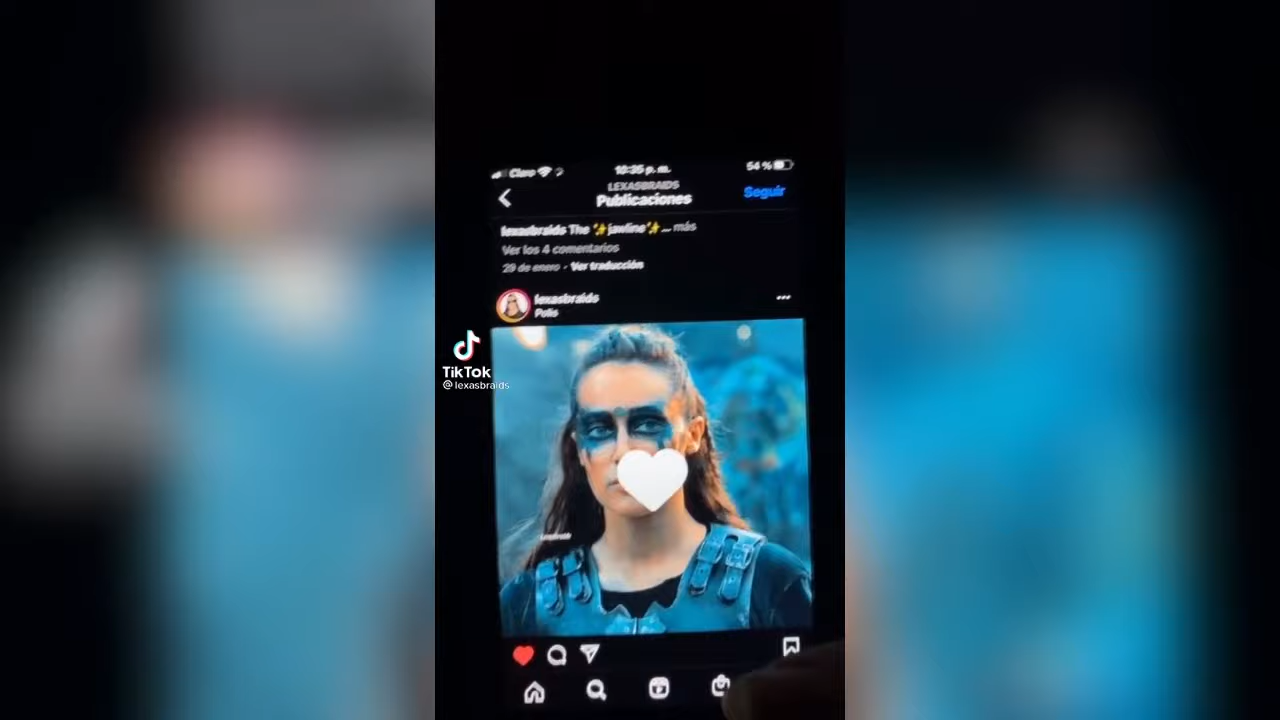 Claro
10:35 p. m.
54 %
LEXASBRAIDS
Publicaciones
Seguir
lexasbraids The ✨jawline✨... más
Ver los 4 comentarios
29 de enero · Ver traducción
lexasbraids
Polis
TikTok
@lexasbraids